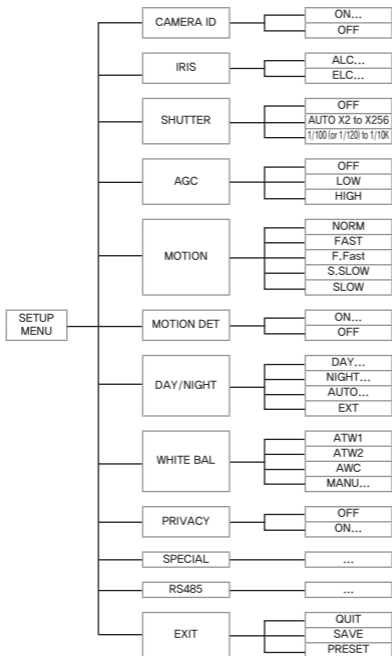 SETUP
MENU
CAMERA ID
ON...
OFF
IRIS
ALC...
ELC...
SHUTTER
OFF
AUTO X2 to X256
1/100 (or 1/120) to 1/10K
AGC
OFF
LOW
HIGH
MOTION
NORM
FAST
F.Fast
S.SLOW
SLOW
MOTION DET
ON...
OFF
DAY/NIGHT
DAY...
NIGHT...
AUTO...
EXT
WHITE BAL
ATW1
ATW2
AWC
MANU...
PRIVACY
OFF
ON...
SPECIAL
...
RS485
...
EXIT
QUIT
SAVE
PRESET